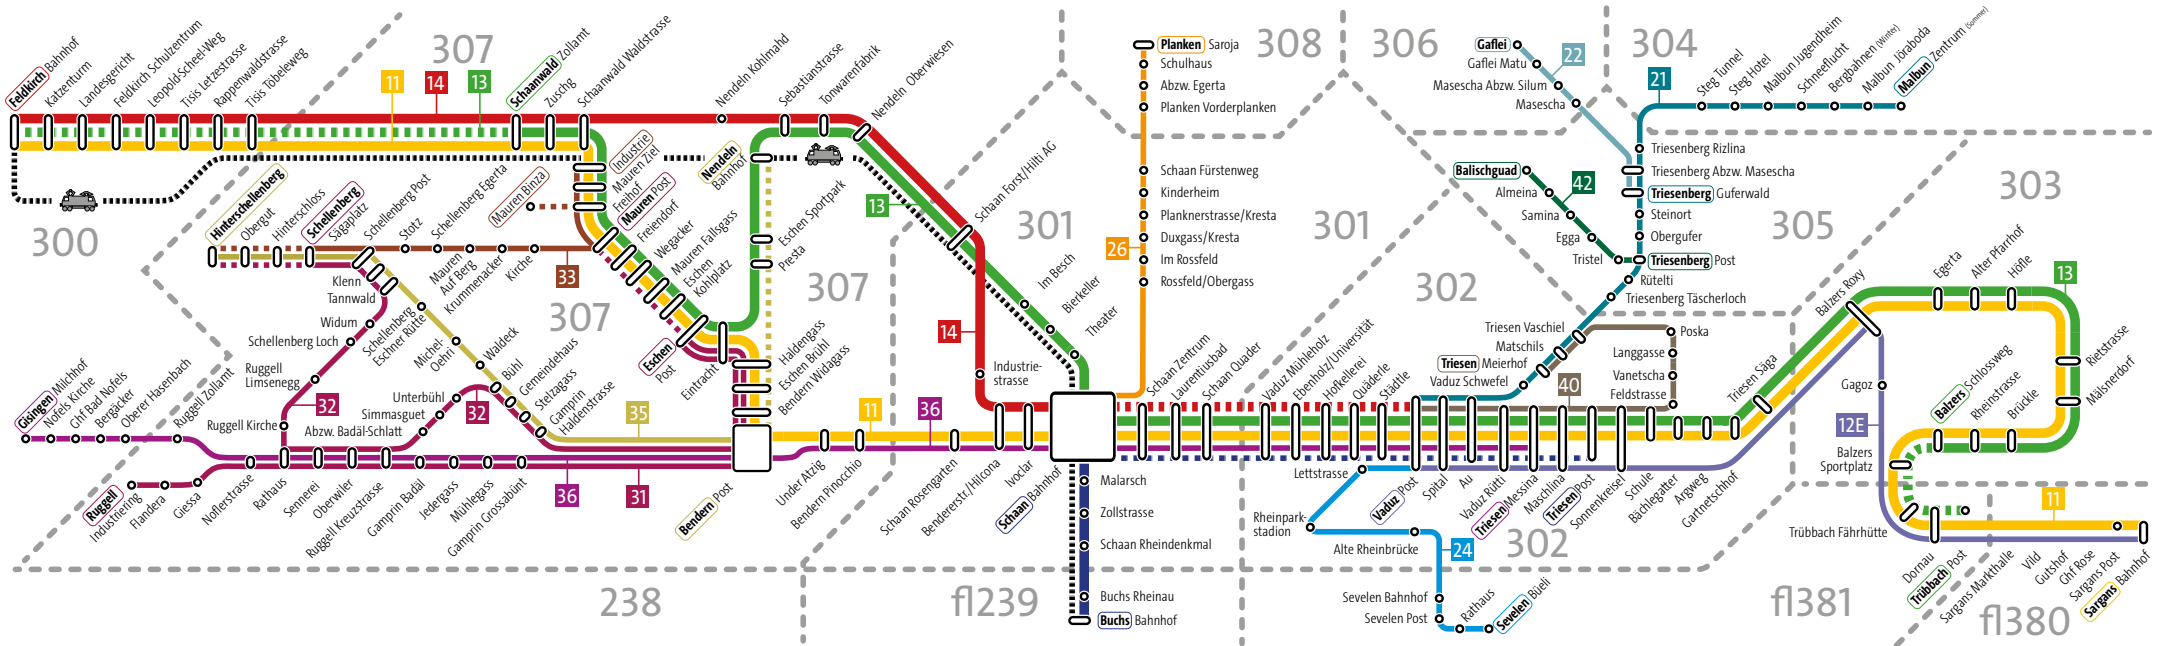 Feldkirch Bahnhof
Katzenturm
Landesgericht
Feldkirch Schulzentrum
Leopold-Scheel-Weg
Tisis Letzestrasse
Rappenwaldstrasse
Tisis Töbeleweg
307
11
14
13
Schaanwald Zollamt
Zuschg
Schaanwald Waldstrasse
Nendeln Kohlmahd
Sebastianstrasse
Tonwarenfabrik
Nendeln Oberwiesen
Planken Saroja
Schulhaus
Abzw. Egerta
Planken Vorderplanken
308
306
Gaflei
Gaflei Matu
Masescha Abzw. Silum
Masescha
22
304
21
Steg Tunnel
Steg Hotel
Malbun Jugendheim
Schneeflucht
Bergbahnen (Winter)
Malbun Jöraboda
Malbun Zentrum (Sommer)
300
Hinterschellenberg
Obergut
Hinterschloss
Schellenberg
Sägaplatz
Schellenberg Post
Stotz
Schellenberg Egerta
Mauren
Auf Berg
Krummenacker
Kirche
33
Mauren Binza
Industrie
Mauren Ziel
Freihof
Mauren Post
Freiendorf
Wegacker
Mauren Fallsgass
Eschen
Kohlplatz
Nendeln
Bahnhof
Eschen Sportpark
Presta
13
307
307
Schaan Forst/Hilti AG
301
Im Besch
Bierkeller
Theater
14
Industrie-
strasse
26
Schaan Fürstenweg
Kinderheim
Planknerstrasse/Kresta
Duxgass/Kresta
Im Rossfeld
Rossfeld/Obergass
301
Balischguad
42
Almeina
Samina
Egga
Tristel
Triesenberg Rizlina
Triesenberg Abzw. Masescha
Triesenberg Guferwald
Steinort
Obergufer
Triesenberg Post
Rütelti
Triesenberg Täscherloch
305
303
302
Klenn
Tannwald
Widum
Schellenberg Loch
Ruggell
Limsenegg
32
Ruggell Kirche
Schellenberg
Eschner Rütte
Michel-
Oehri
Waldeck
Bühl
Gemeindehaus
Stelzagass
Gamprin
Haldenstrasse
Unterbühl
Simmasguet
Abzw. Badäl-Schlatt
32
35
Eschen
Post
Eintracht
Haldengass
Eschen Brühl
Bendern Widagass
Gisingen Milchhof
Nofels Kirche
Ghf Bad Nofels
Bergäcker
Oberer Hasenbach
Ruggell Zollamt
Ruggell
Industriering
Flandera
Giessa
Noflerstrasse
Rathaus
Sennerei
Oberwiler
Ruggell Kreuzstrasse
Gamprin Badäl
Jedergass
Mühlegass
Gamprin Grossabünt
36
31
Bendern Post
Under Atzig
Bendern Pinocchio
11
36
Schaan Rosengarten
Bendererstr./Hilcona
Ivoclar
Schaan Bahnhof
Schaan Zentrum
Laurentiusbad
Schaan Quader
Vaduz Mühleholz
Ebenholz/Universität
Hofkellerei
Quäderle
Städtle
Triesen Vaschiel
Matschils
Triesen Meierhof
Vaduz Schwefel
40
Poska
Langgasse
Vanetscha
Feldstrasse
Triesen Säga
Balzers Roxy
Egerta
Alter Pfarrhof
Höfle
13
Rietstrasse
Mälsnerdorf
Balzers Schlossweg
Rheinstrasse
Brückle
Gagoz
12E
Balzers
Sportplatz
Lettstrasse
Vaduz Post
Spital
Au
Vaduz Rütti
Triesen Messina
Maschlina
Triesen Post
Sonnkreisel
Schule
Bächlegatter
Argweg
Gartnetschhof
Rheinpark-
stadion
Alte Rheinbrücke
24
302
Malarsch
Zollstrasse
Schaan Rheindenkmal
Buchs Rheinau
Buchs Bahnhof
Sevelen Bahnhof
Sevelen Post
Rathaus
Sevelen Büeli
Trübbach Fährhütte
Dornau
Trübbach Post
11
Sargans Markthalle
Vild
Gutshof
Ghf Rose
Sargans Post
Sargans Bahnhof
238
fl239
fl381
fl380